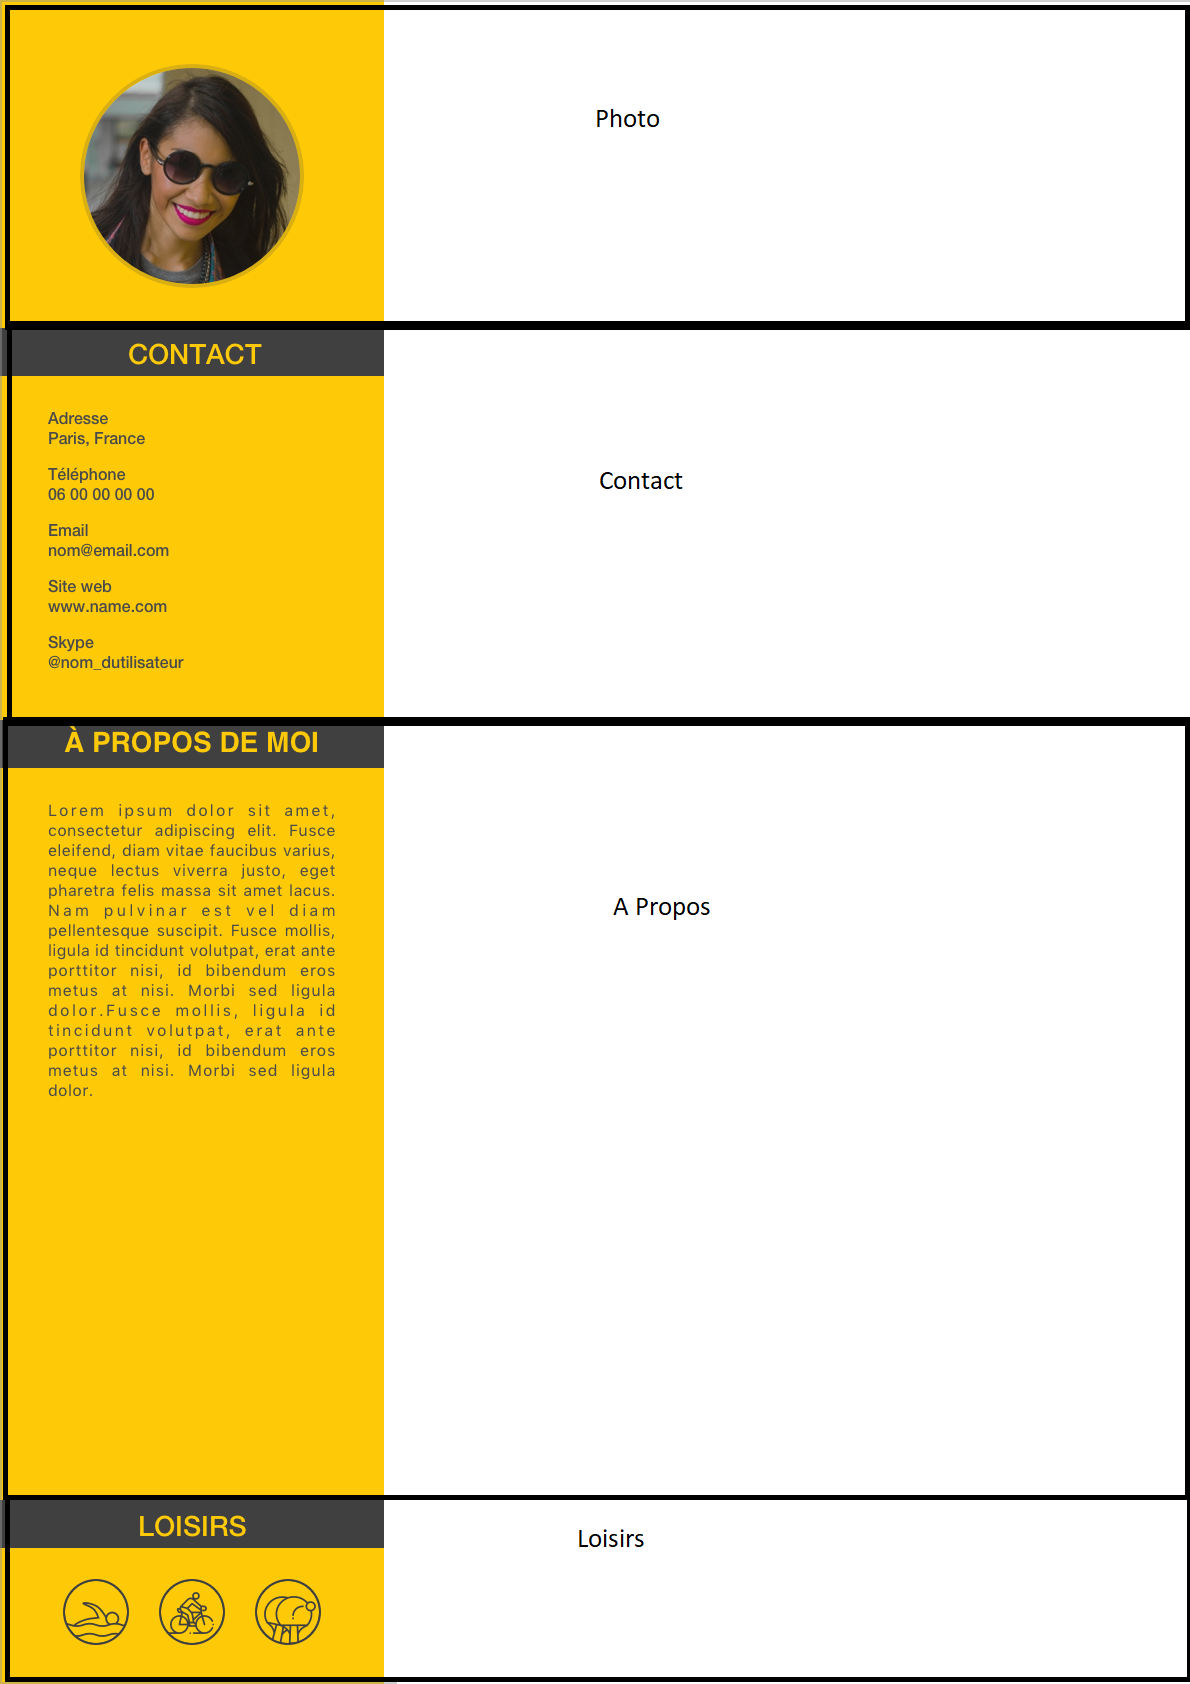 Photo
CONTACT
Adresse
Paris, France
Téléphone
06 00 00 00 00
Email
nom@email.com
Site web
www.name.com
Skype
@nom_dutilisateur
Contact
À PROPOS DE MOI
Lorem ipsum dolor sit amet,
consectetur adipiscing elit. Fusce
eleifend, diam vitae faucibus varius,
neque lectus viverra justo, eget
pharetra felis massa sit amet lacus.
Nam pulvinar est vel diam
pellentesque suscipit. Fusce mollis,
ligula id tincidunt volutpat, erat ante
porttitor nisi, id bibendum eros
metus at nisi. Morbi sed ligula
dolor.Fusce mollis, ligula id
tincidunt volutpat, erat ante
porttitor nisi, id bibendum eros
metus at nisi. Morbi sed ligula
dolor.
A Propos
LOISIRS
Loisirs